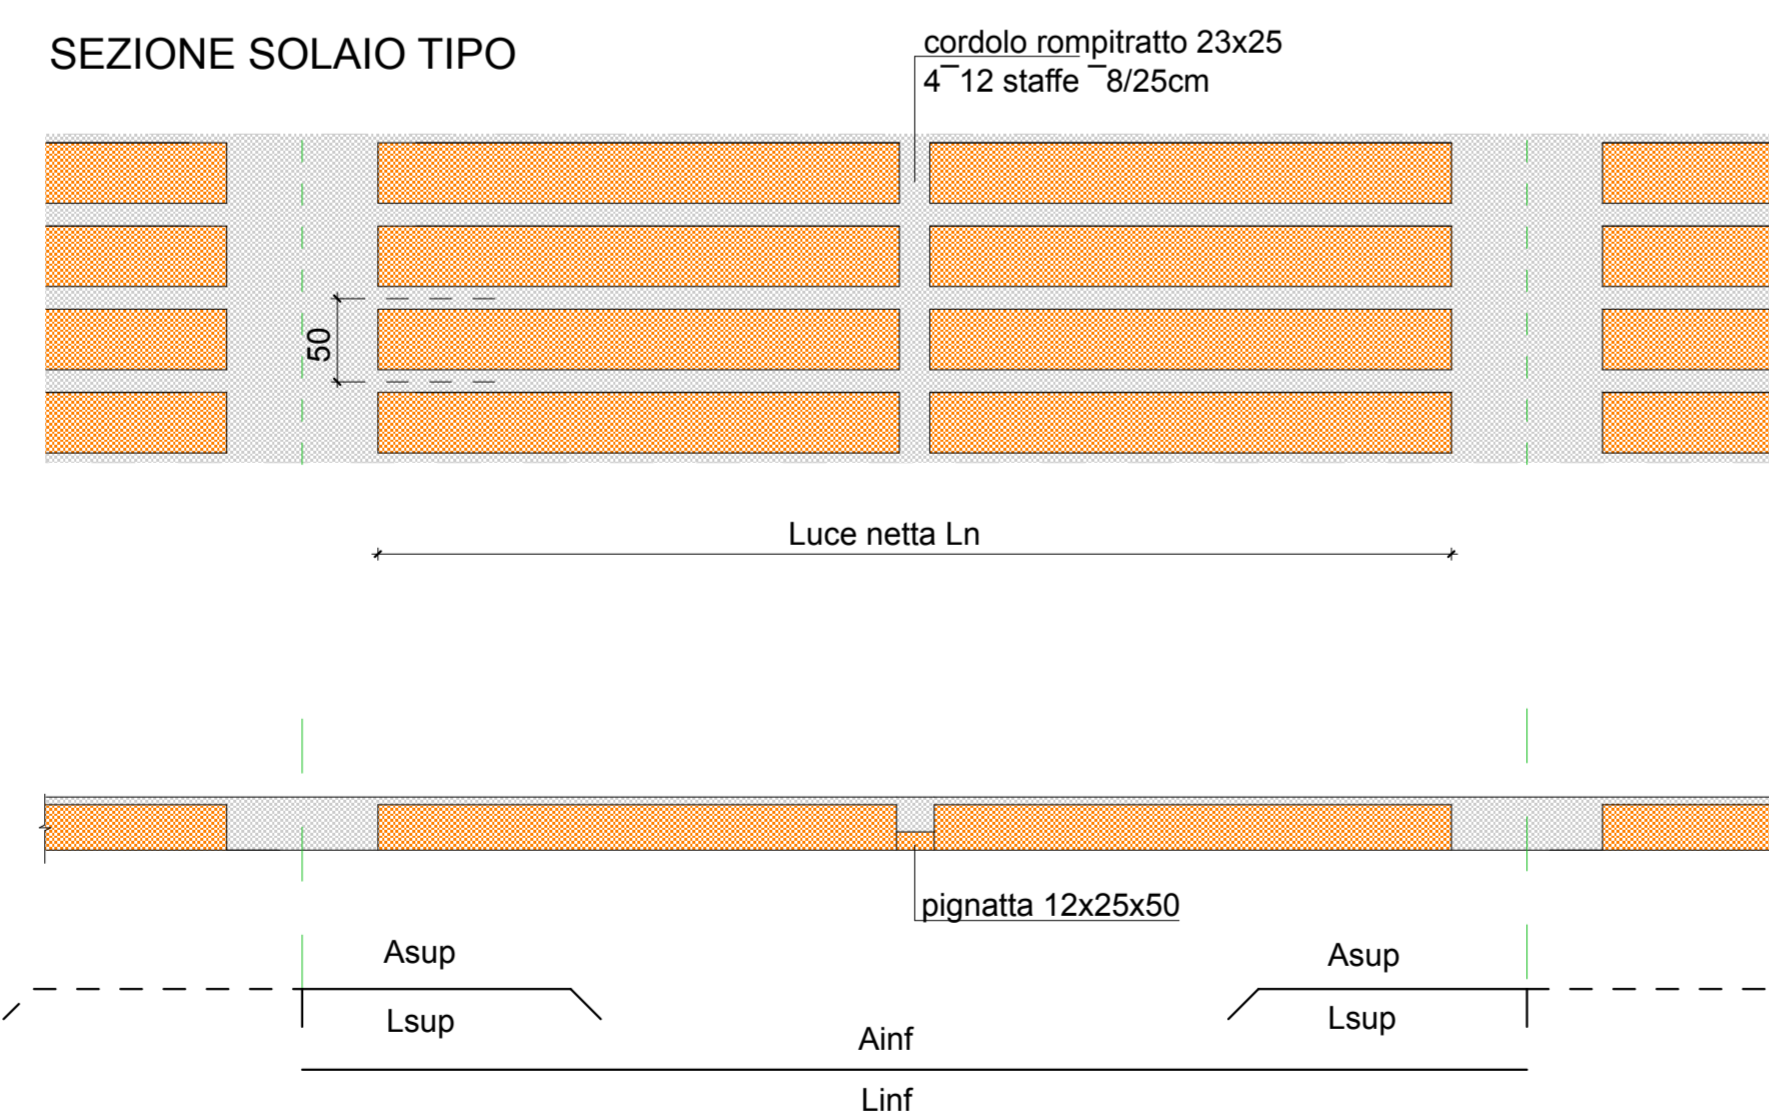 SEZIONE SOLAIO TIPO
cordolo rompitratto 23x25
4¯12 staffe ¯8/25cm
50
Luce netta Ln
pignatta 12x25x50
Asup
Asup
Lsup
Lsup
Ainf
Linf